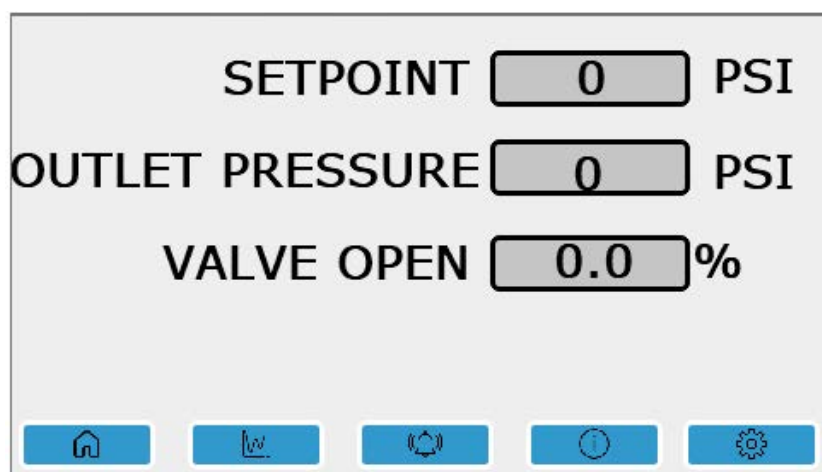 SETPOINT 0 PSI
OUTLET PRESSURE 0 PSI
VALVE OPEN 0.0 %